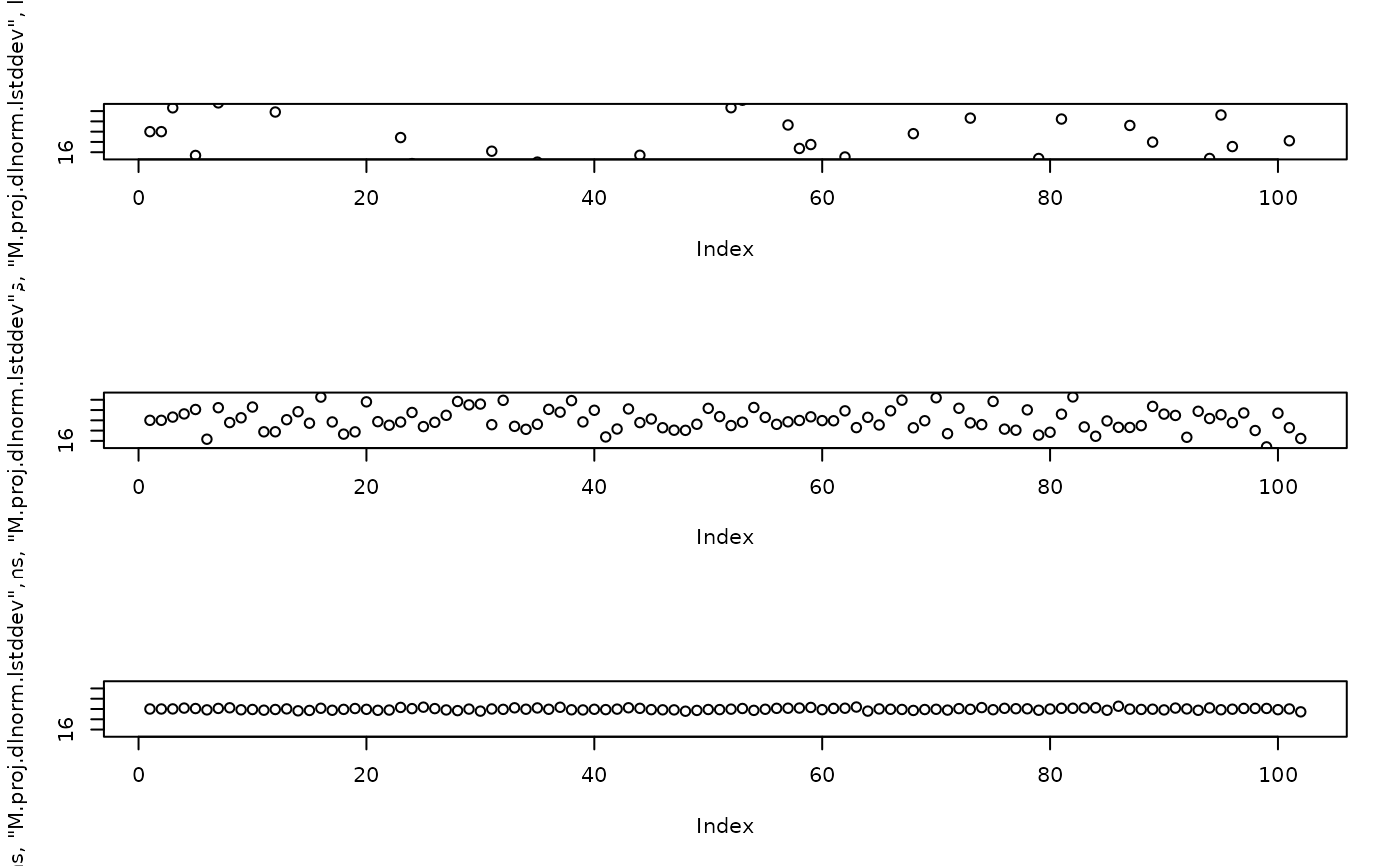 s, "M.proj.dlnorm.lstddev", l
16
0 20 40 60 80 100
Index
ns, "M.proj.dlnorm.lstddev"
16
0 20 40 60 80 100
Index
s, "M.proj.dlnorm.lstddev",
16
0 20 40 60 80 100
Index